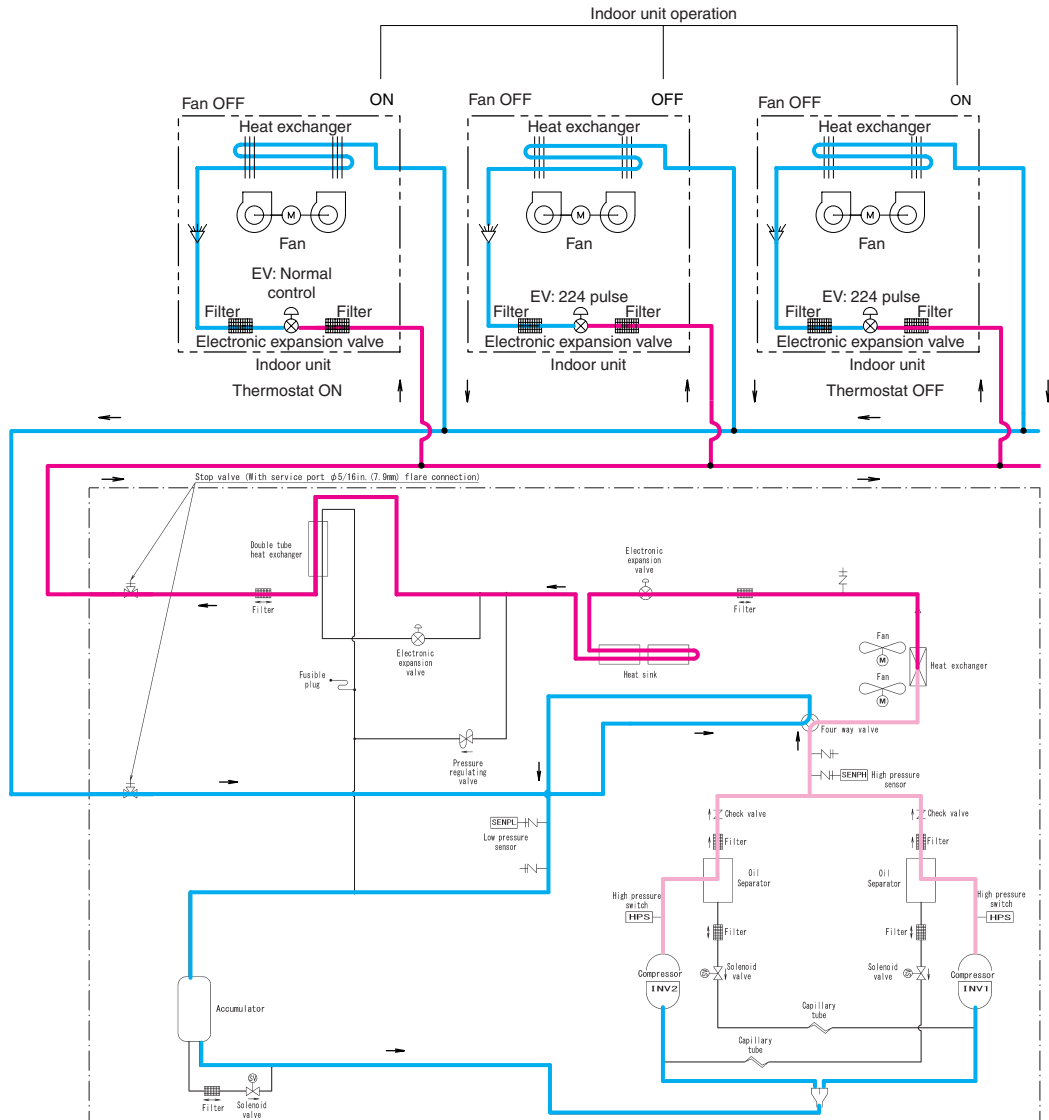 Indoor unit operation
Fan OFF
ON
Fan OFF
OFF
Fan OFF
ON
Heat exchanger
Heat exchanger
Heat exchanger
M
M
M
Fan
Fan
Fan
EV: Normal
control
EV: 224 pulse
EV: 224 pulse
Filter
Filter
Filter
Filter
Filter
Filter
Electronic expansion valve
Electronic expansion valve
Electronic expansion valve
Indoor unit
Indoor unit
Indoor unit
Thermostat ON
Thermostat OFF
Stop valve (With service port φ5/16in. (7.9mm) flare connection)
Double tube
heat exchanger
Electronic
expansion
valve
Filter
Filter
Electronic
expansion
valve
Heat sink
Fan
M
Fan
M
Heat exchanger
Fusible
plug
Four way valve
Pressure
regulating
valve
SENPH
High pressure
sensor
SENPL
Low pressure
sensor
Check valve
Check valve
Filter
Filter
Oil
Separator
Oil
Separator
High pressure
switch
HPS
High pressure
switch
HPS
Filter
Filter
Compressor
INV2
Solenoid
valve
Solenoid
valve
Compressor
INV1
Accumulator
Capillary
tube
Capillary
tube
SV
Filter
Solenoid
valve